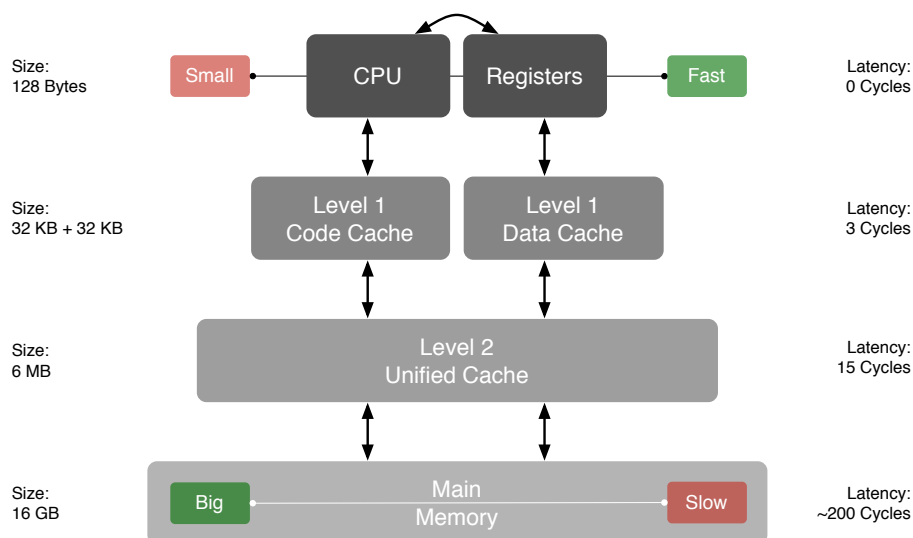 Size:
128 Bytes
Small
CPU
Registers
Fast
Latency:
0 Cycles
Size:
32 KB + 32 KB
Level 1
Code Cache
Level 1
Data Cache
Latency:
3 Cycles
Size:
6 MB
Level 2
Unified Cache
Latency:
15 Cycles
Size:
16 GB
Big
Main
Memory
Slow
Latency:
~200 Cycles